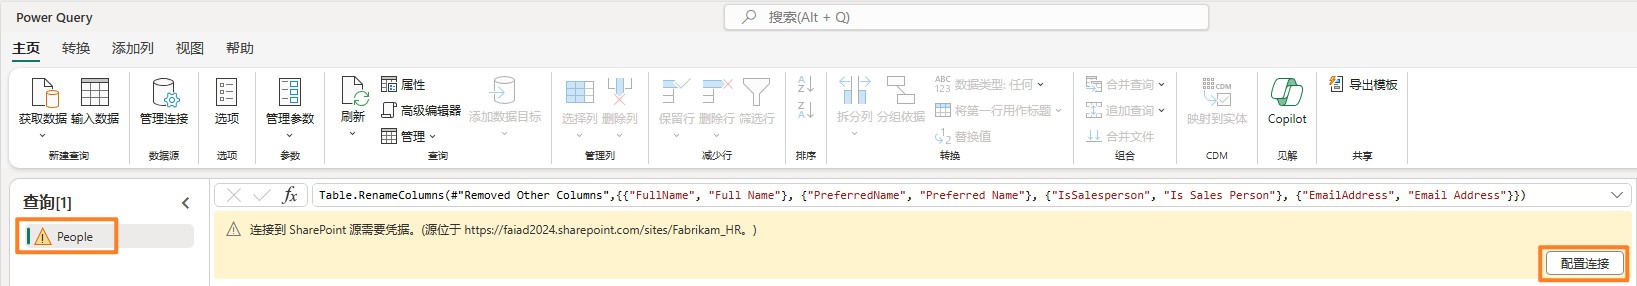 Power Query
搜索(Alt + Q)
主页 转换 添加列 视图 帮助
获取数据 输入数据 管理连接 选项 管理参数 刷新 属性 高级编辑器 管理 添加数据目标 选择列 删除列 保留行 删除行 筛选行 A Z Z A 拆分列 分组依据 ABC 123 数据类型: 任何 将第一行用作标题 1 2 替换值 合并查询 追加查询 合并文件 CDM 映射到实体 Copilot 导出模板
新建查询 数据源 选项 参数 查询 管理列 减少行 排序 转换 组合 CDM 见解 共享
查询[1]
fx Table.RenameColumns(#"Removed Other Columns",{{"FullName", "Full Name"}, {"PreferredName", "Preferred Name"}, {"IsSalesperson", "Is Sales Person"}, {"EmailAddress", "Email Address"}})
People
连接到 SharePoint 源需要凭据。(源位于 https://faiad2024.sharepoint.com/sites/Fabrikam_HR。)
配置连接